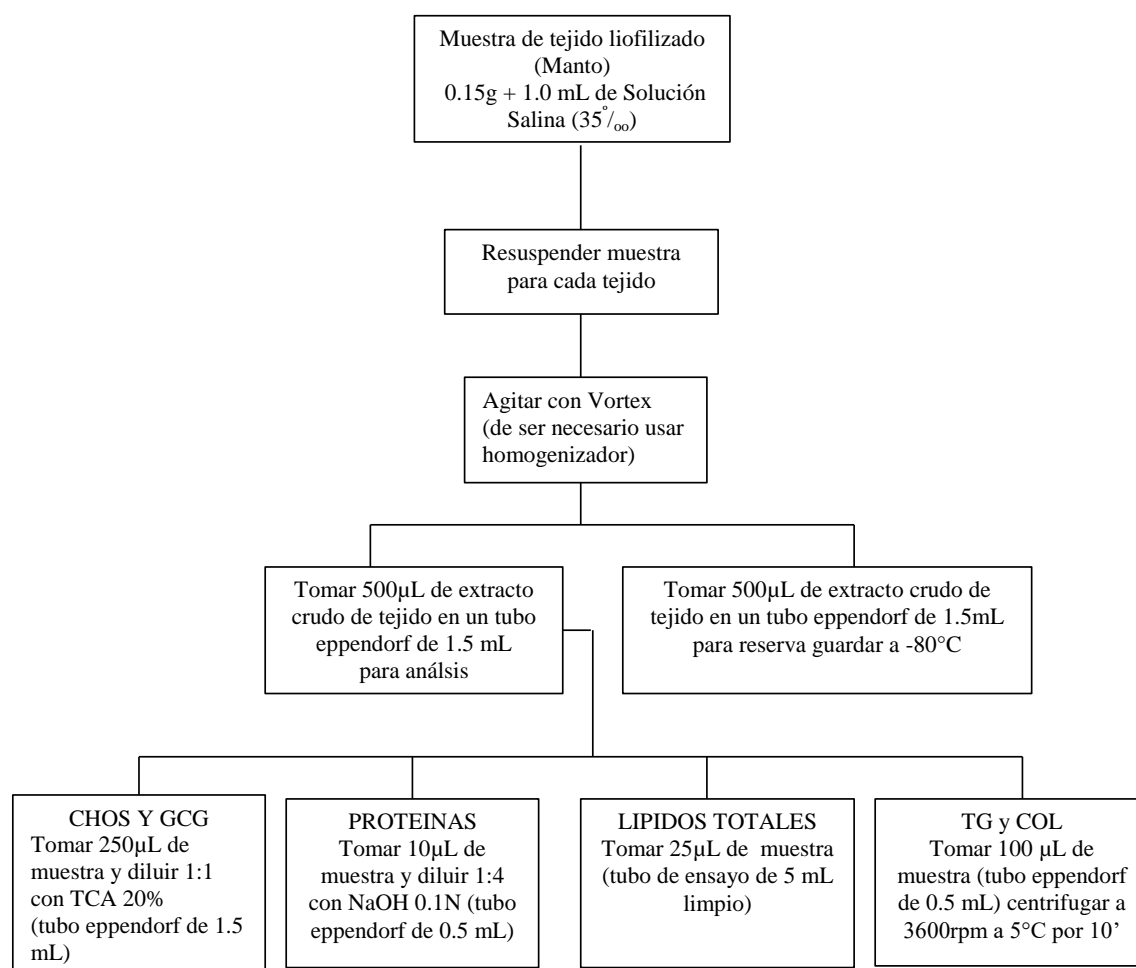 Muestra de tejido liofilizado
(Manto)
0.15g + 1.0 mL de Solución
Salina (35°/oo)
Resuspender muestra
para cada tejido
Agitar con Vortex
(de ser necesario usar
homogenizador)
Tomar 500µL de extracto
crudo de tejido en un tubo
eppendorf de 1.5 mL
para análsis
Tomar 500µL de extracto crudo de
tejido en un tubo eppendorf de 1.5mL
para reserva guardar a -80°C
CHOS Y GCG
Tomar 250µL de
muestra y diluir 1:1
con TCA 20%
(tubo eppendorf de 1.5
mL)
PROTEINAS
Tomar 10µL de
muestra y diluir 1:4
con NaOH 0.1N (tubo
eppendorf de 0.5 mL)
LIPIDOS TOTALES
Tomar 25µL de muestra
(tubo de ensayo de 5 mL
limpio)
TG y COL
Tomar 100 µL de
muestra (tubo eppendorf
de 0.5 mL) centrifugar a
3600rpm a 5°C por 10’